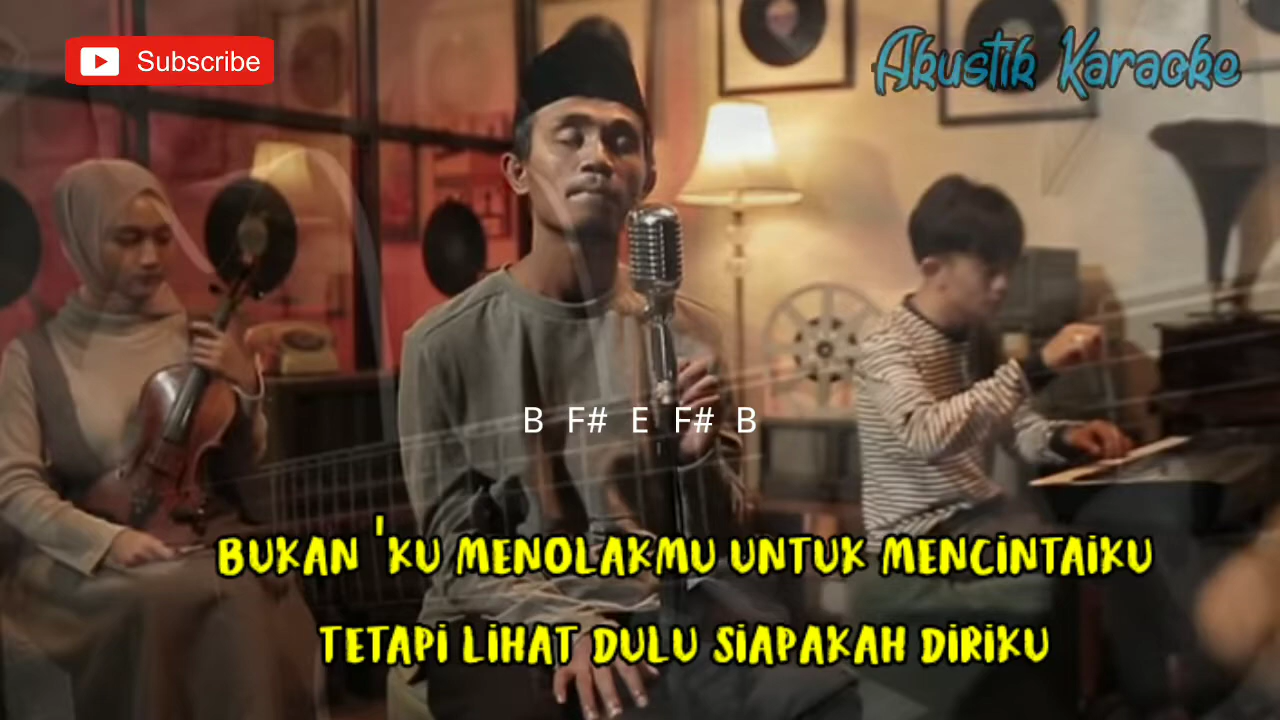 Subscribe
Akustik Karaoke
B F# E F# B
BUKAN 'KU MENOLAKMU UNTUK MENCINTAIKU
TETAPI LIHAT DULU SIAPAKAH DIRIKU